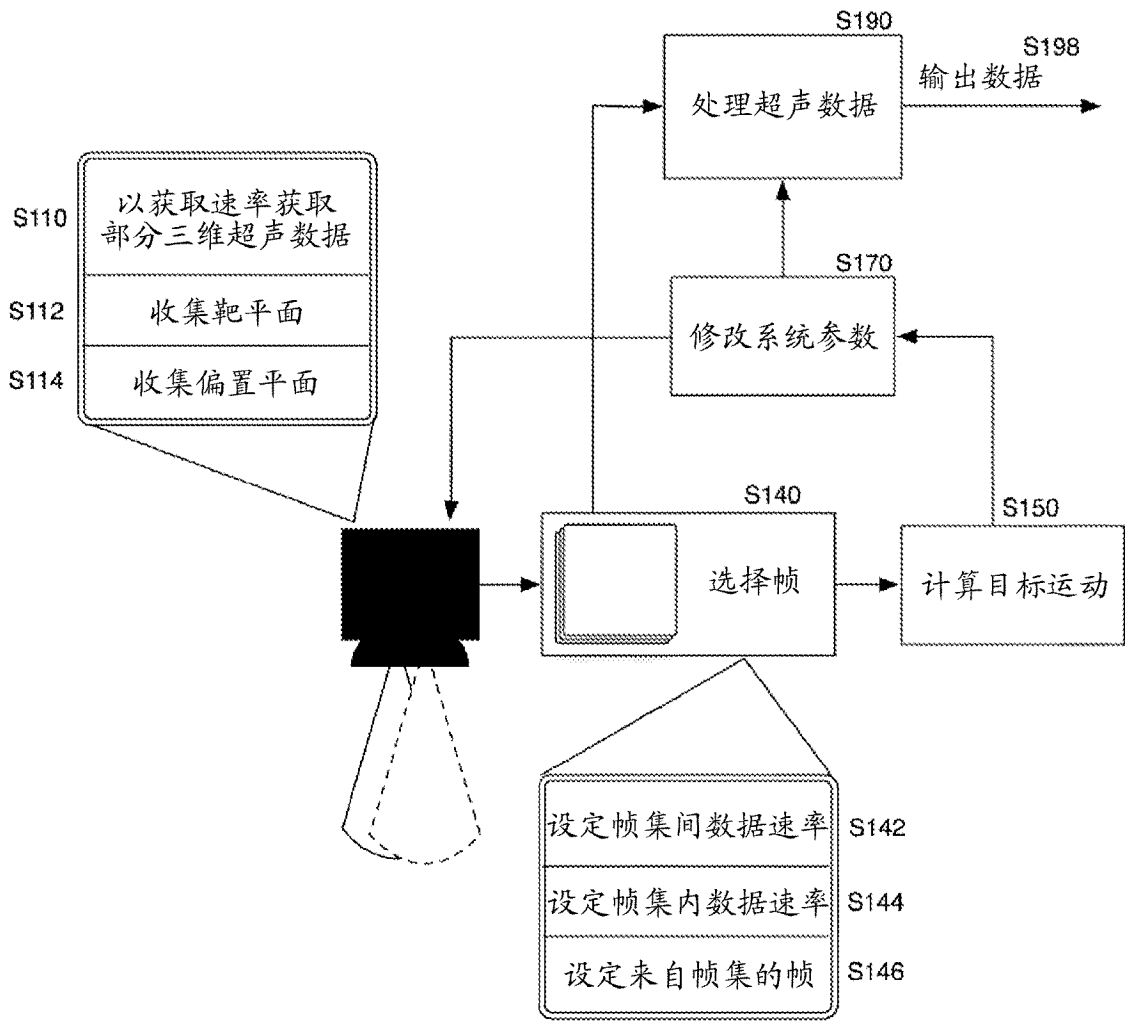 S190
S198
输出数据
处理超声数据
S110
以获取速率获取
部分三维超声数据
S112
收集靶平面
S114
收集偏置平面
S170
修改系统参数
S140
选择帧
S150
计算目标运动
设定帧集间数据速率
S142
设定帧集内数据速率
S144
设定来自帧集的帧
S146